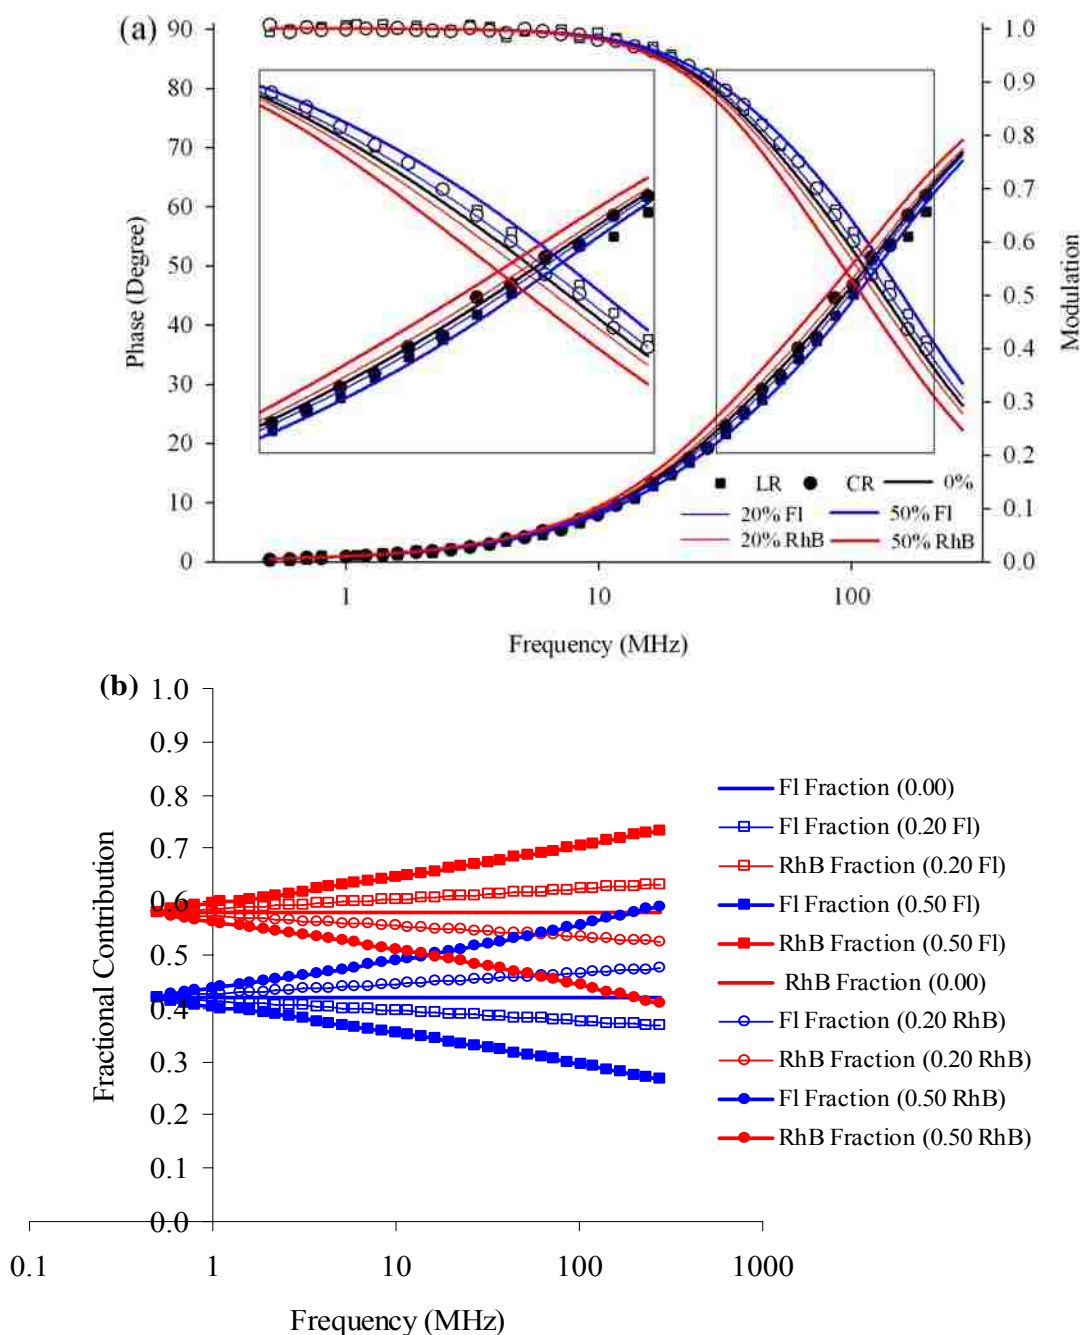 (a)
90
80
70
60
50
40
30
20
10
0
Phase (Degree)
1.0
0.9
0.8
0.7
0.6
0.5
0.4
0.3
0.2
0.1
0.0
Modulation
LR CR 0%
20% Fl 50% Fl
20% RhB 50% RhB
1 10 100
Frequency (MHz)
(b)
1.0
0.9
0.8
0.7
0.6
0.5
0.4
0.3
0.2
0.1
0.0
Fractional Contribution
Fl Fraction (0.00)
Fl Fraction (0.20 Fl)
RhB Fraction (0.20 Fl)
Fl Fraction (0.50 Fl)
RhB Fraction (0.50 Fl)
RhB Fraction (0.00)
Fl Fraction (0.20 RhB)
RhB Fraction (0.20 RhB)
Fl Fraction (0.50 RhB)
RhB Fraction (0.50 RhB)
0.1 1 10 100 1000
Frequency (MHz)